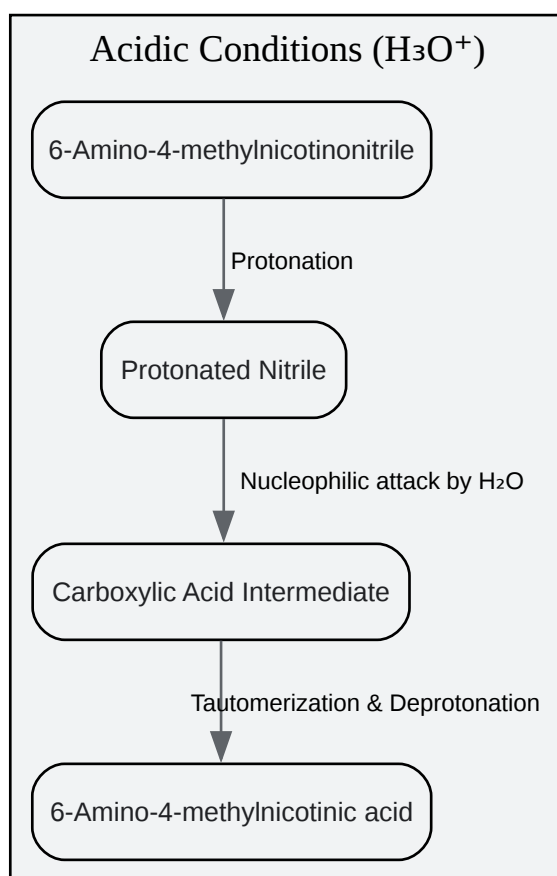 Acidic Conditions (H₃O⁺)
6-Amino-4-methylnicotinonitrile
Protonation
Protonated Nitrile
Nucleophilic attack by H₂O
Carboxylic Acid Intermediate
Tautomerization & Deprotonation
6-Amino-4-methylnicotinic acid